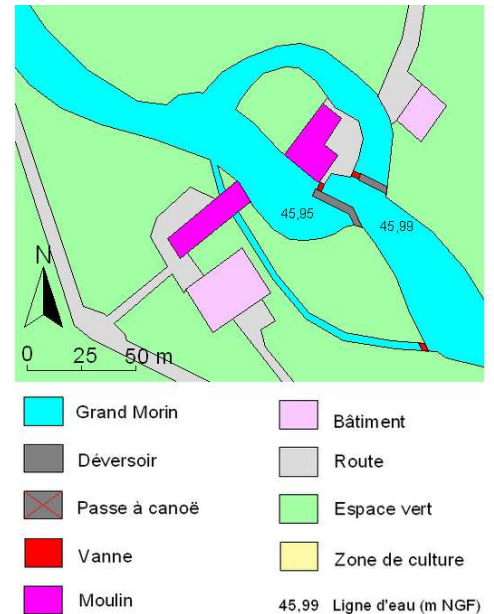 45,95
45,99
N
0 25 50 m
Grand Morin
Déversoir
Passe à canoë
Vanne
Moulin
Bâtiment
Route
Espace vert
Zone de culture
45,99 Ligne d'eau (m NGF)